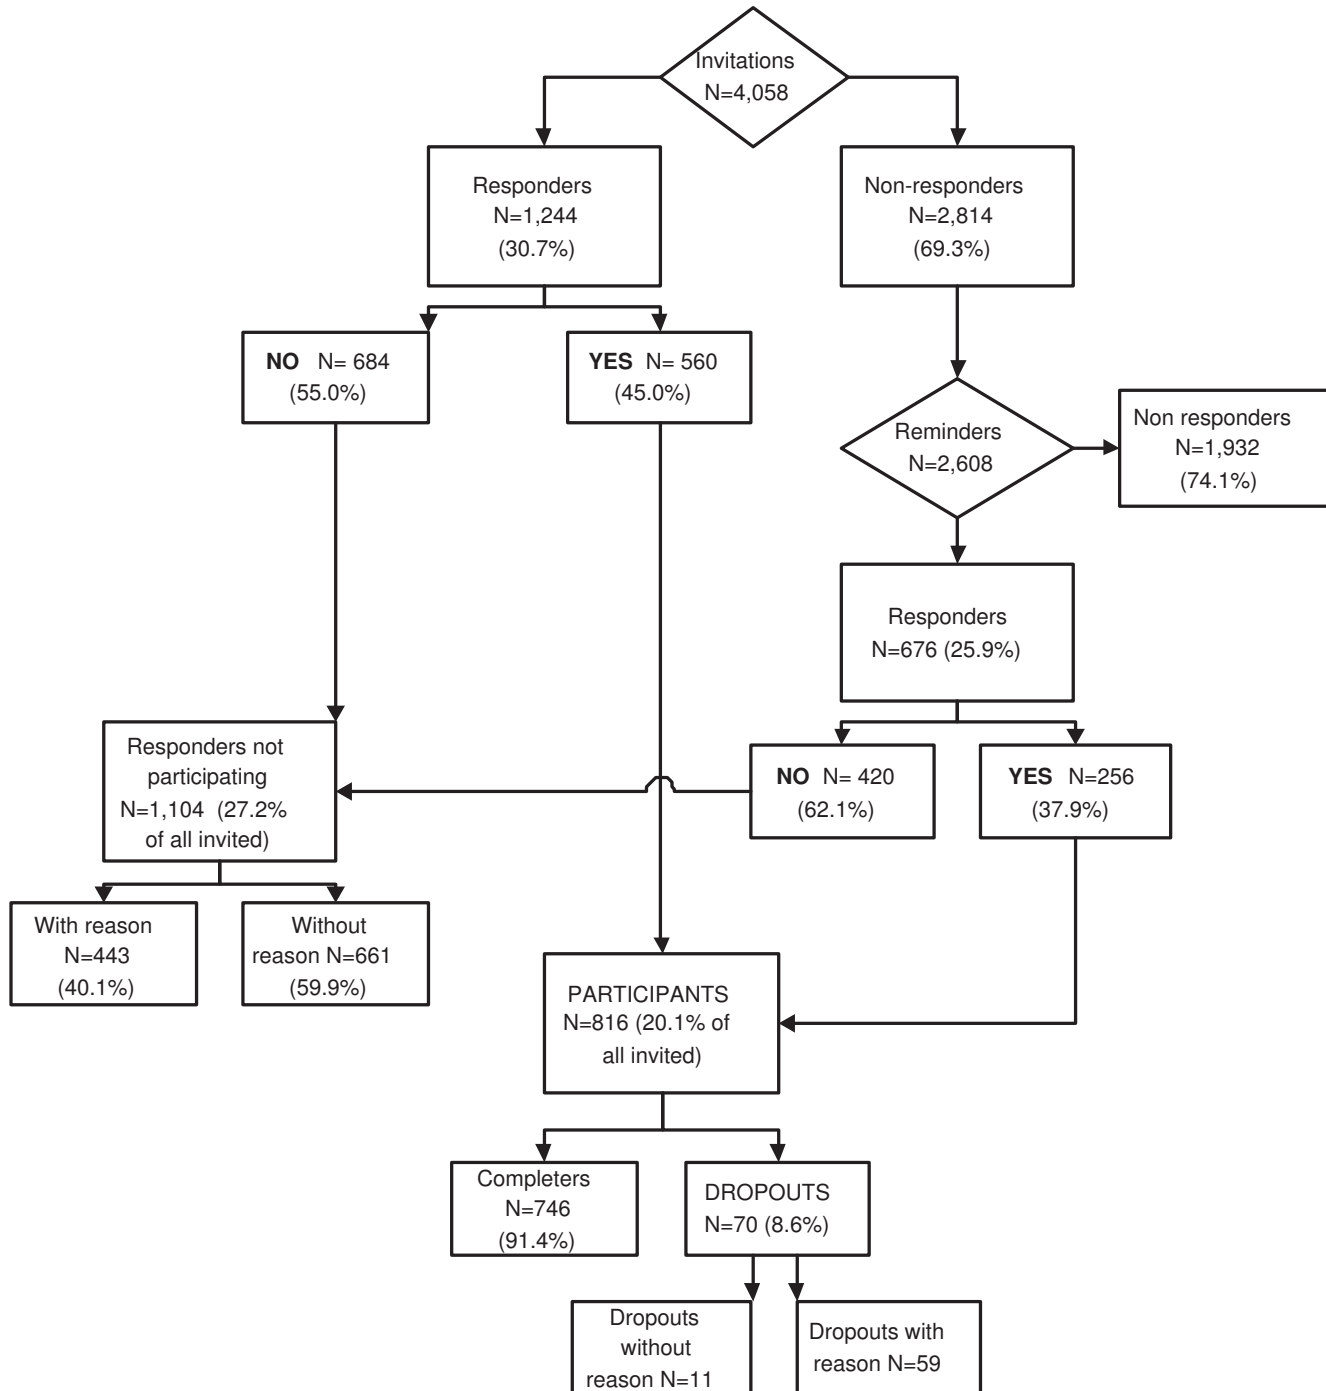 Invitations
N=4,058
Responders
N=1,244
(30.7%)
Non-responders
N=2,814
(69.3%)
NO N= 684
(55.0%)
YES N= 560
(45.0%)
Reminders
N=2,608
Non responders
N=1,932
(74.1%)
Responders
N=676 (25.9%)
Responders not
participating
N=1,104 (27.2%
of all invited)
NO N= 420
(62.1%)
YES N=256
(37.9%)
With reason
N=443
(40.1%)
Without
reason N=661
(59.9%)
PARTICIPANTS
N=816 (20.1% of
all invited)
Completers
N=746
(91.4%)
DROPOUTS
N=70 (8.6%)
Dropouts
without
reason N=11
Dropouts with
reason N=59